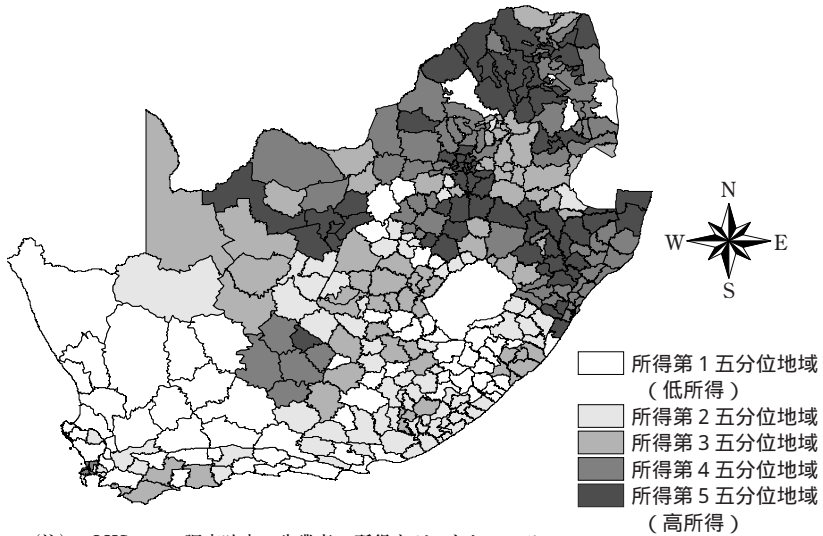 N
W E
S
所得第1五分位地域
（低所得）
所得第2五分位地域
所得第3五分位地域
所得第4五分位地域
所得第5五分位地域
（高所得）